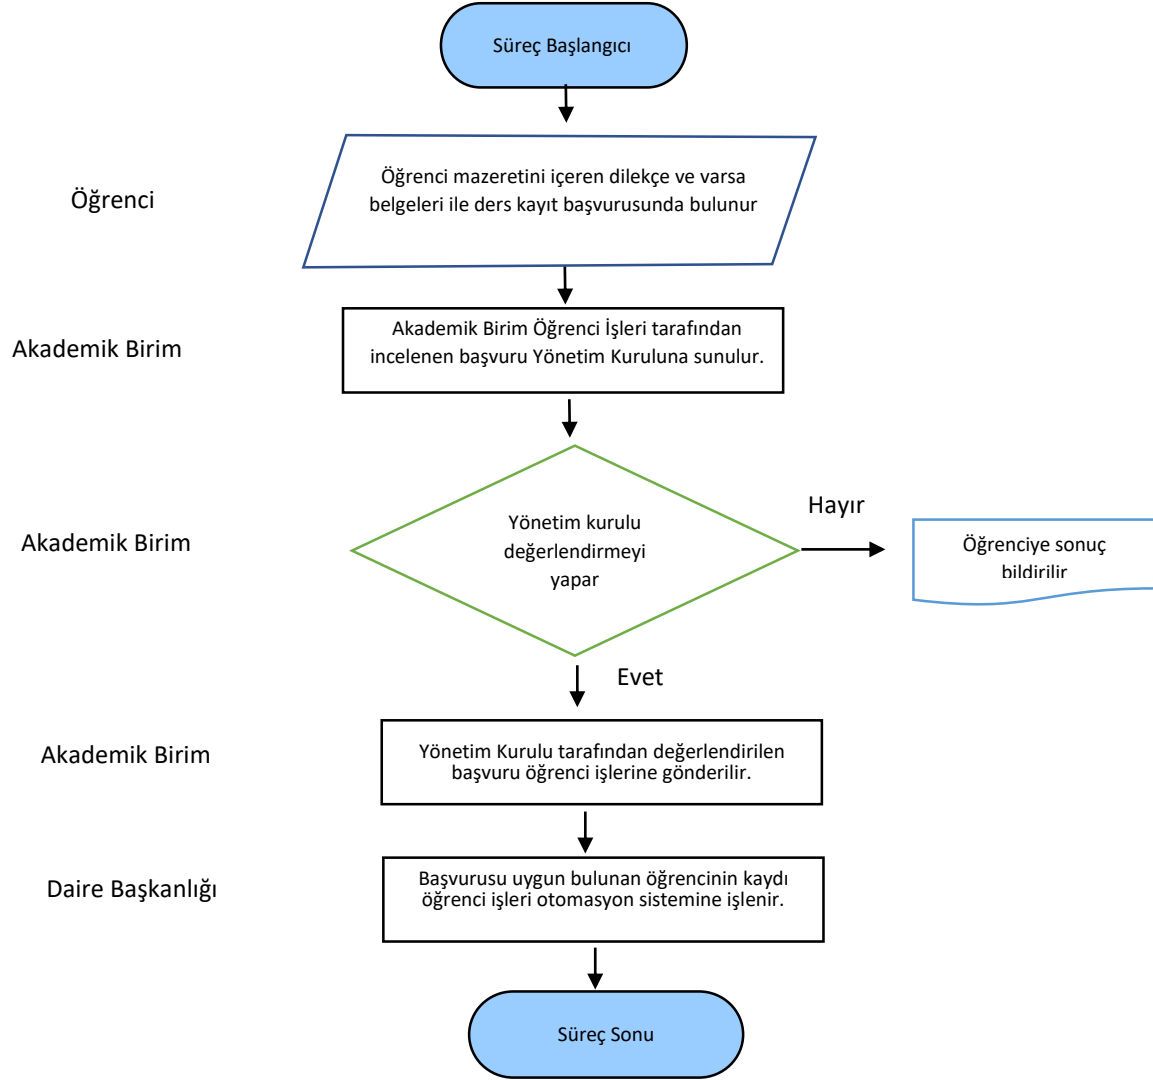 Süreç Başlangıcı
Öğrenci
Öğrenci mazeretini içeren dilekçe ve varsa
belgeleri ile ders kayıt başvurusunda bulunur
Akademik Birim
Akademik Birim Öğrenci İşleri tarafından
incelenen başvuru Yönetim Kuruluna sunulur.
Akademik Birim
Yönetim kurulu
değerlendirmeyi
yapar
Hayır
Öğrenciye sonuç
bildirilir
Evet
Akademik Birim
Yönetim Kurulu tarafından değerlendirilen
başvuru öğrenci işlerine gönderilir.
Daire Başkanlığı
Başvurusu uygun bulunan öğrencinin kaydı
öğrenci işleri otomasyon sistemine işlenir.
Süreç Sonu